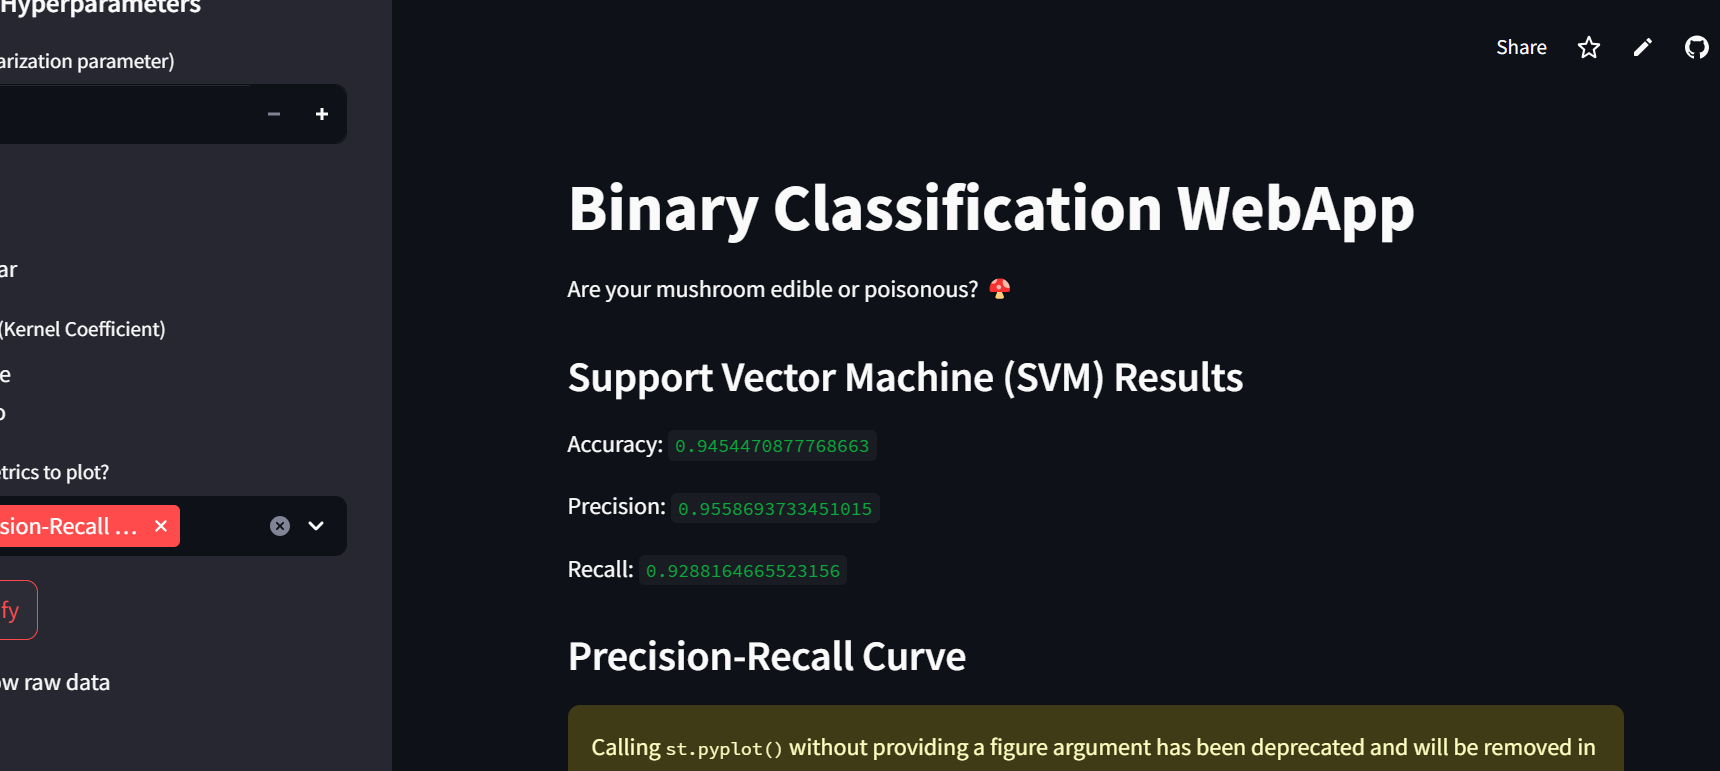 Hyperparameters
arization parameter)
ar
(Kernel Coefficient)
e
o
etrics to plot?
sion-Recall ...
fy
ow raw data
Share
Binary Classification WebApp
Are your mushroom edible or poisonous? 🍄
Support Vector Machine (SVM) Results
Accuracy: 0.9454470877768663
Precision: 0.9558693733451015
Recall: 0.9288164665523156
Precision-Recall Curve
Calling st.pyplot() without providing a figure argument has been deprecated and will be removed in